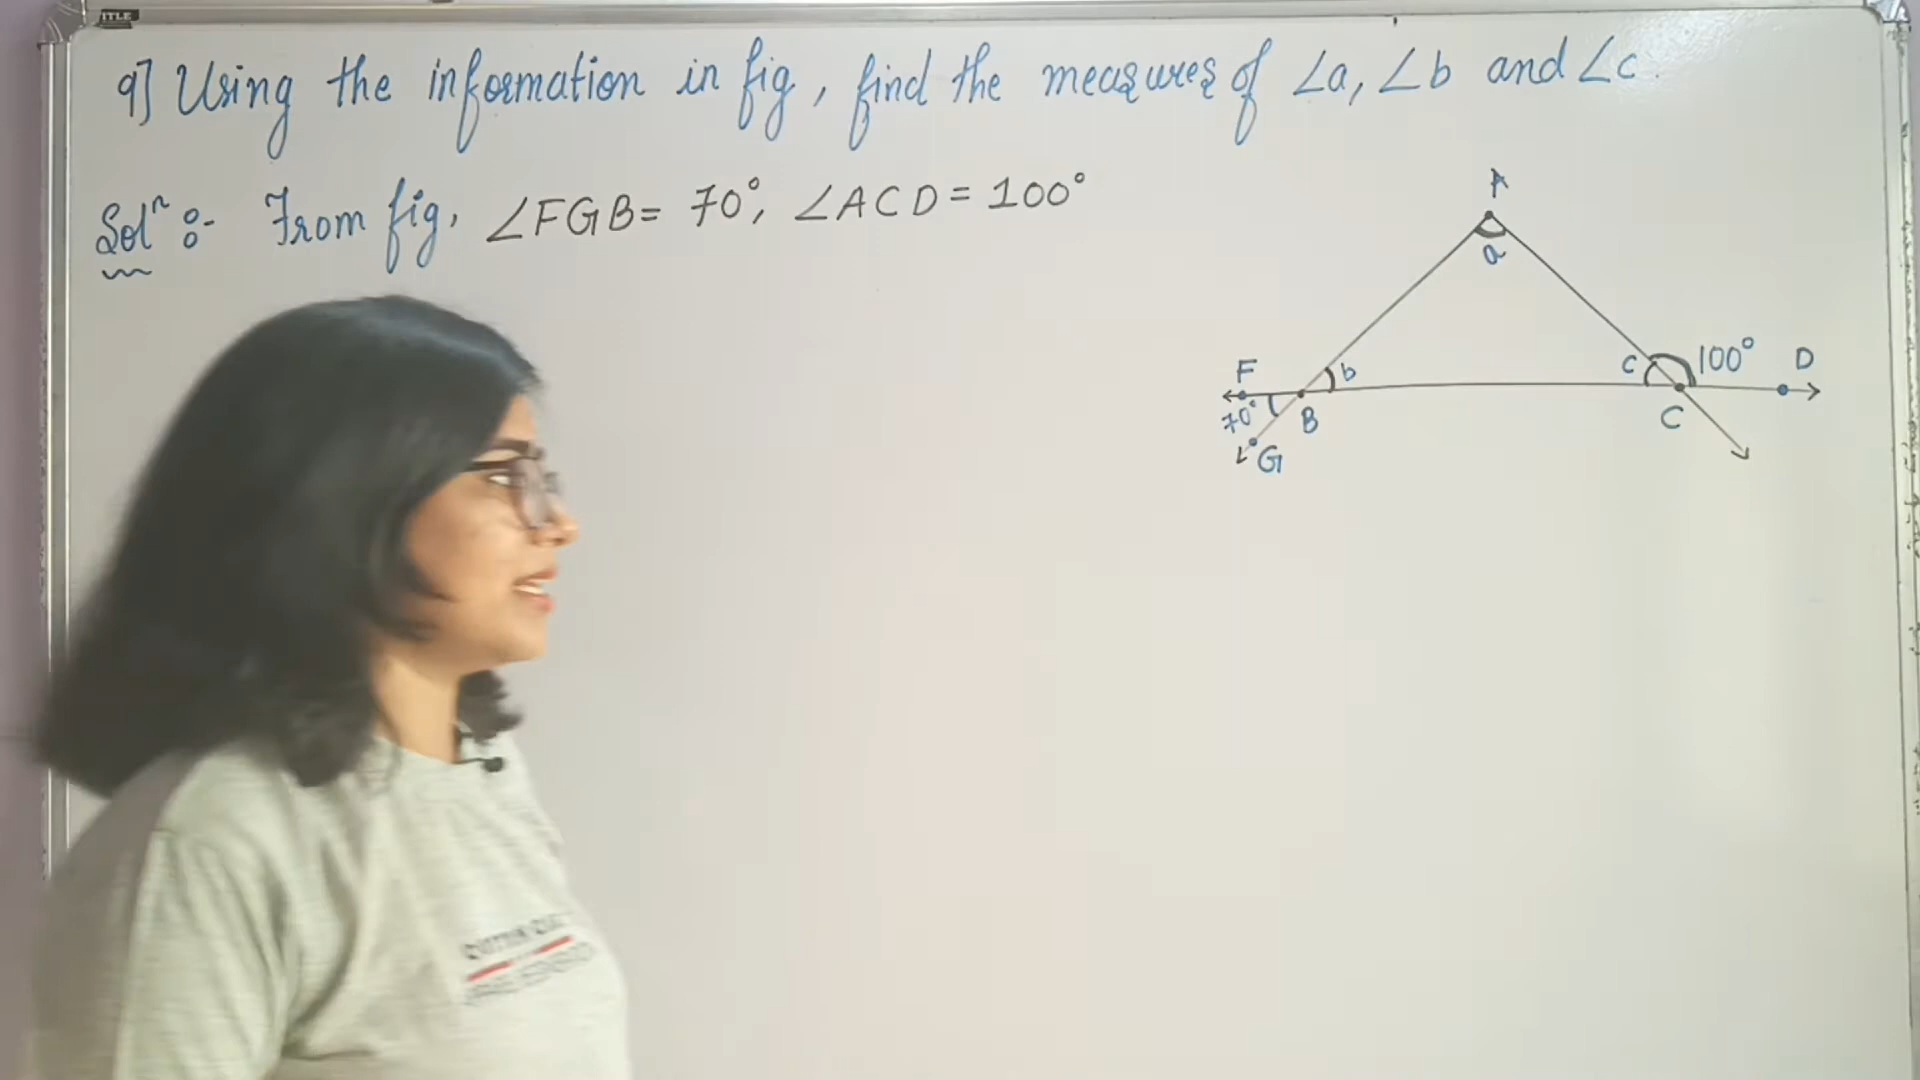 ITLE
9] Using the information in fig, find the measures of ∠a, ∠b and ∠c.
Solⁿ :- From fig, ∠FGB= 70°, ∠ACD= 100°
A
a
F
b
c
100°
D
70°
B
C
G